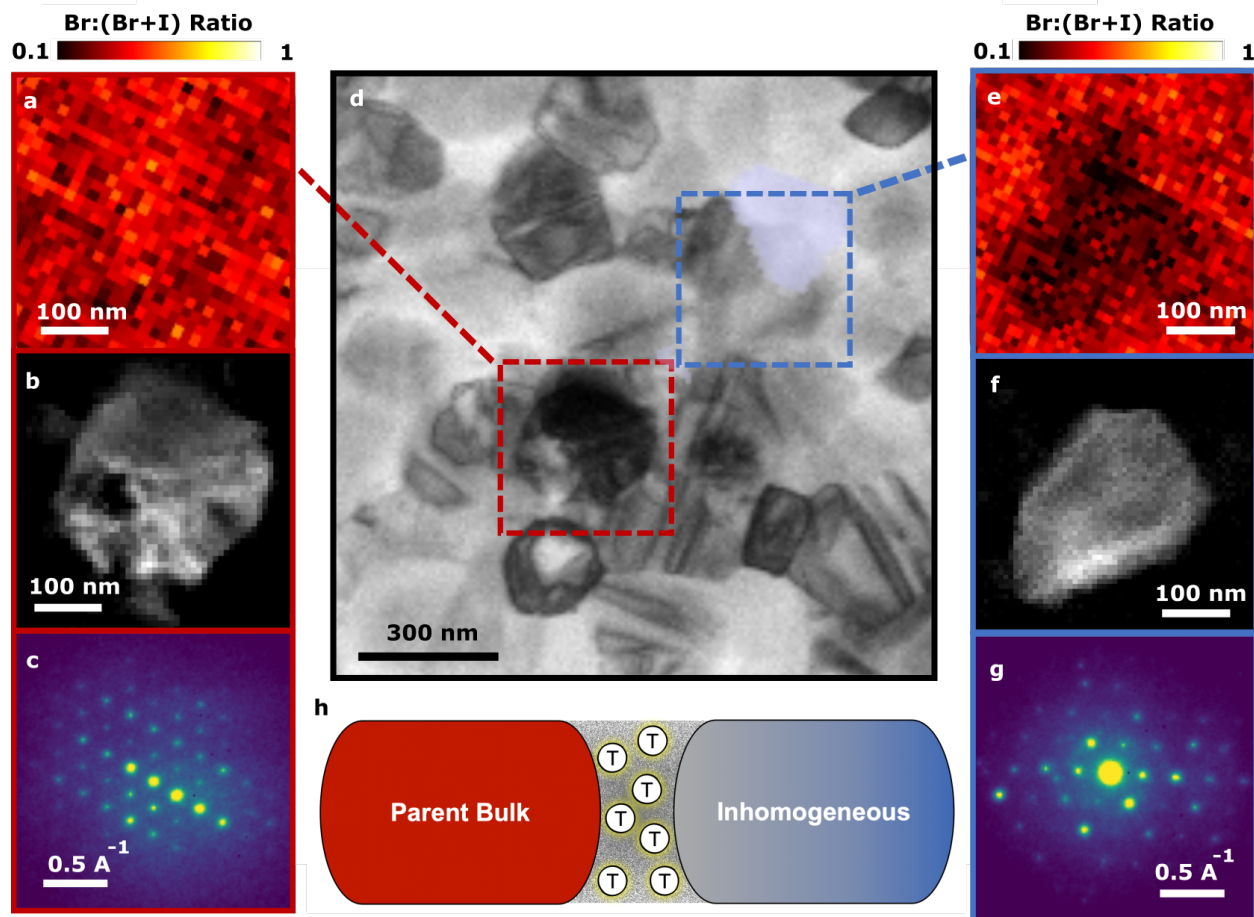 Br:(Br+I) Ratio
0.1 1
a
100 nm
b
100 nm
c
0.5 A⁻¹
d
300 nm
Br:(Br+I) Ratio
0.1 1
e
100 nm
f
100 nm
g
0.5 A⁻¹
h
Parent Bulk
T
T
T
T
T
T
T
Inhomogeneous